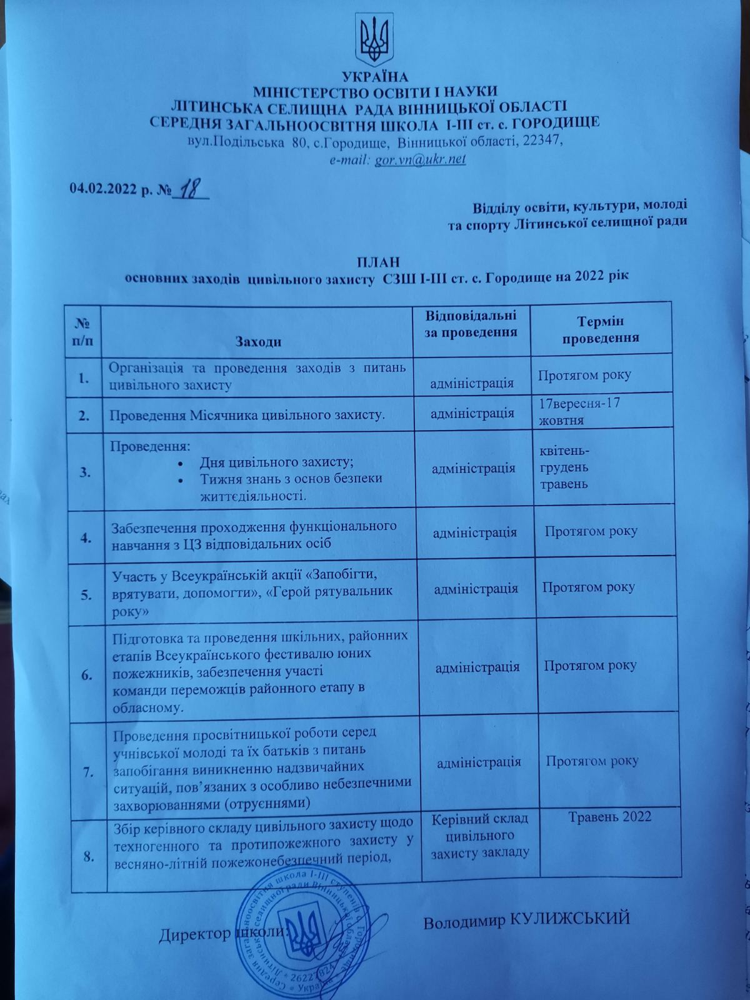 УКРАЇНА
МІНІСТЕРСТВО ОСВІТИ І НАУКИ
ЛІТИНСЬКА СЕЛИЩНА РАДА ВІННИЦЬКОЇ ОБЛАСТІ
СЕРЕДНЯ ЗАГАЛЬНООСВІТНЯ ШКОЛА І-ІІІ ст. с. ГОРОДИЩЕ
вул.Подільська 80, с.Городище, Вінницької області, 22347,
e-mail: gor.vn@ukr.net
04.02.2022 р. № 18
Відділу освіти, культури, молоді
та спорту Літинської селищної ради
ПЛАН
основних заходів цивільного захисту СЗШ І-ІІІ ст. с. Городище на 2022 рік
№
п/п
Заходи
Відповідальні
за проведення
Термін
проведення
1.
Організація та проведення заходів з питань
цивільного захисту
адміністрація
Протягом року
2.
Проведення Місячника цивільного захисту.
адміністрація
17вересня-17
жовтня
3.
Проведення:
• Дня цивільного захисту;
• Тижня знань з основ безпеки
життєдіяльності.
адміністрація
квітень-
грудень
травень
4.
Забезпечення проходження функціонального
навчання з ЦЗ відповідальних осіб
адміністрація
Протягом року
5.
Участь у Всеукраїнській акції «Запобігти,
врятувати, допомогти», «Герой рятувальник
року»
адміністрація
Протягом року
6.
Підготовка та проведення шкільних, районних
етапів Всеукраїнського фестивалю юних
пожежників, забезпечення участі
команди переможців районного етапу в
обласному.
адміністрація
Протягом року
7.
Проведення просвітницької роботи серед
учнівської молоді та їх батьків з питань
запобігання виникненню надзвичайних
ситуацій, пов’язаних з особливо небезпечними
захворюваннями (отруєннями)
адміністрація
Протягом року
8.
Збір керівного складу цивільного захисту щодо
техногенного та протипожежного захисту у
весняно-літній пожежонебезпечний період,
Керівний склад
цивільного
захисту закладу
Травень 2022
Директор школи:
Володимир КУЛИЖСЬКИЙ
Середня загальноосвітня школа І-ІІІ ступенів с. Городище
Літинської селищної ради Вінницької області
* 26227824 *
* Україна *